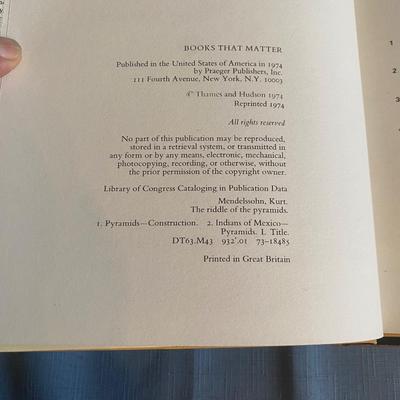 BOOKS THAT MATTER
Published in the United States of America in 1974
by Praeger Publishers, Inc.
111 Fourth Avenue, New York, N.Y. 10003
© Thames and Hudson 1974
Reprinted 1974
All rights reserved
No part of this publication may be reproduced,
stored in a retrieval system, or transmitted in
any form or by any means, electronic, mechanical,
photocopying, recording, or otherwise, without
the prior permission of the copyright owner.
Library of Congress Cataloging in Publication Data
Mendelssohn, Kurt.
The riddle of the pyramids.
1. Pyramids—Construction. 2. Indians of Mexico—
Pyramids. I. Title.
DT63.M43 932'.01 73-18485
Printed in Great Britain
1
2
3